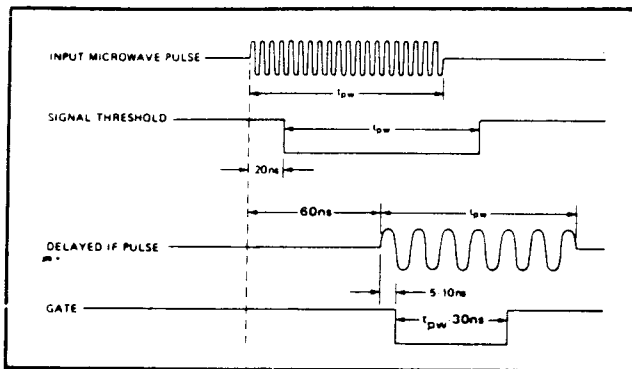 INPUT MICROWAVE PULSE
tpw
SIGNAL THRESHOLD
tpw
20ns
60ns
tpw
DELAYED IF PULSE
5-10ns
GATE
tpw-30ns